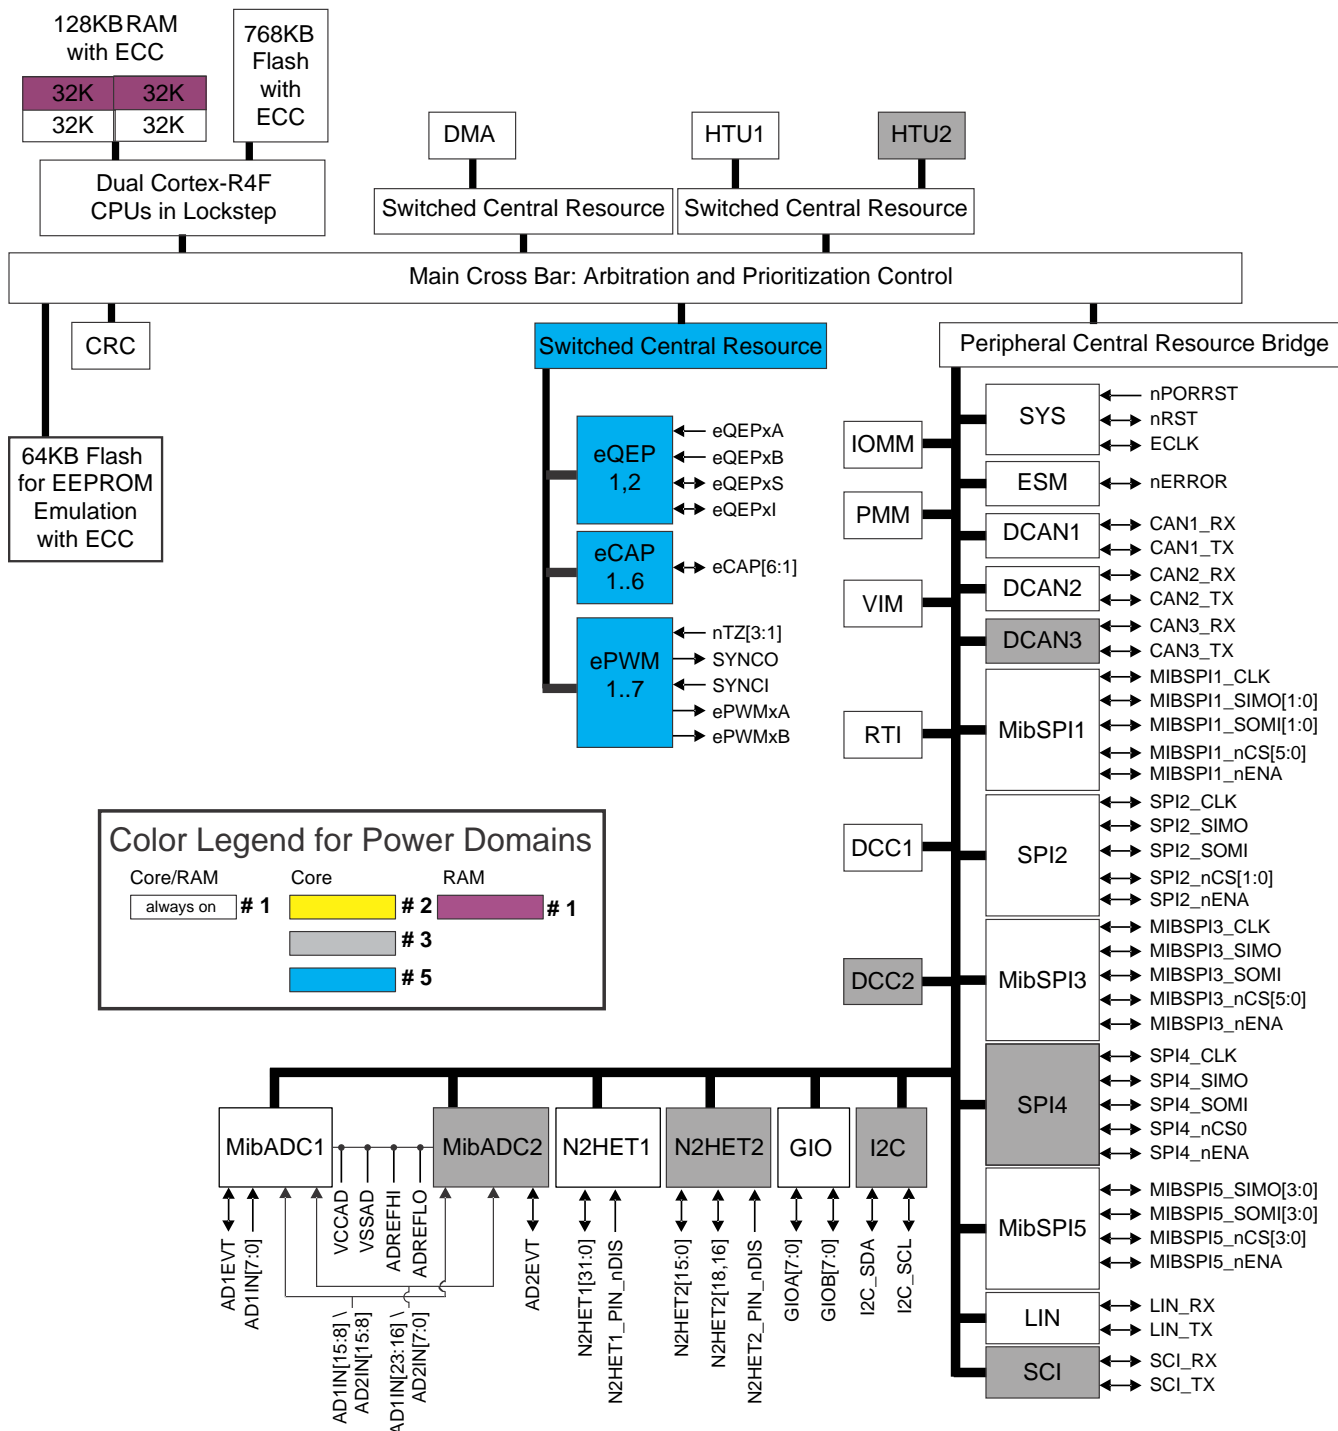 128KB RAM
with ECC
32K 32K
32K 32K
768KB
Flash
with
ECC
DMA
HTU1
HTU2
Dual Cortex-R4F
CPUs in Lockstep
Switched Central Resource
Switched Central Resource
Main Cross Bar: Arbitration and Prioritization Control
CRC
Switched Central Resource
Peripheral Central Resource Bridge
64KB Flash
for EEPROM
Emulation
with ECC
eQEP
1,2
eQEPxA
eQEPxB
eQEPxS
eQEPxI
eCAP
1..6
eCAP[6:1]
ePWM
1..7
nTZ[3:1]
SYNCO
SYNCI
ePWMxA
ePWMxB
IOMM
PMM
VIM
RTI
DCC1
DCC2
SYS
nPORRST
nRST
ECLK
ESM
nERROR
DCAN1
CAN1_RX
CAN1_TX
DCAN2
CAN2_RX
CAN2_TX
DCAN3
CAN3_RX
CAN3_TX
MibSPI1
MIBSPI1_CLK
MIBSPI1_SIMO[1:0]
MIBSPI1_SOMI[1:0]
MIBSPI1_nCS[5:0]
MIBSPI1_nENA
SPI2
SPI2_CLK
SPI2_SIMO
SPI2_SOMI
SPI2_nCS[1:0]
SPI2_nENA
MibSPI3
MIBSPI3_CLK
MIBSPI3_SIMO
MIBSPI3_SOMI
MIBSPI3_nCS[5:0]
MIBSPI3_nENA
SPI4
SPI4_CLK
SPI4_SIMO
SPI4_SOMI
SPI4_nCS0
SPI4_nENA
MibSPI5
MIBSPI5_SIMO[3:0]
MIBSPI5_SOMI[3:0]
MIBSPI5_nCS[3:0]
MIBSPI5_nENA
LIN
LIN_RX
LIN_TX
SCI
SCI_RX
SCI_TX
Color Legend for Power Domains
Core/RAM Core RAM
always on # 1 # 2 # 1
# 3
# 5
MibADC1
MibADC2
N2HET1
N2HET2
GIO
I2C
AD1EVT
AD1IN[7:0]
VCCAD
VSSAD
ADREFHI
ADREFLO
AD1IN[15:8] \
AD2IN[15:8]
AD1IN[23:16] \
AD2IN[7:0]
AD2EVT
N2HET1[31:0]
N2HET1_PIN_nDIS
N2HET2[15:0]
N2HET2[18,16]
N2HET2_PIN_nDIS
GIOA[7:0]
GIOB[7:0]
I2C_SDA
I2C_SCL